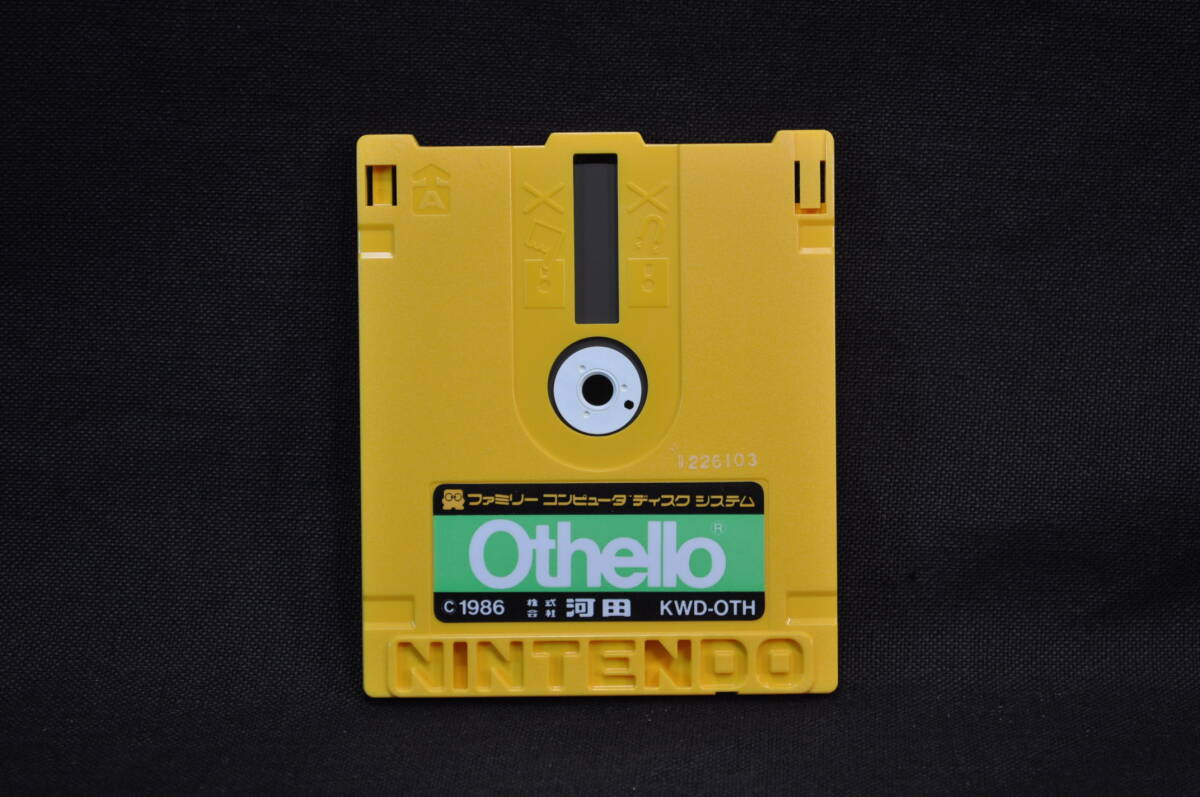 A
D226103
ファミリー コンピュータ ディスク システム
Othello®
©1986 株式会社 河田 KWD-OTH
NINTENDO